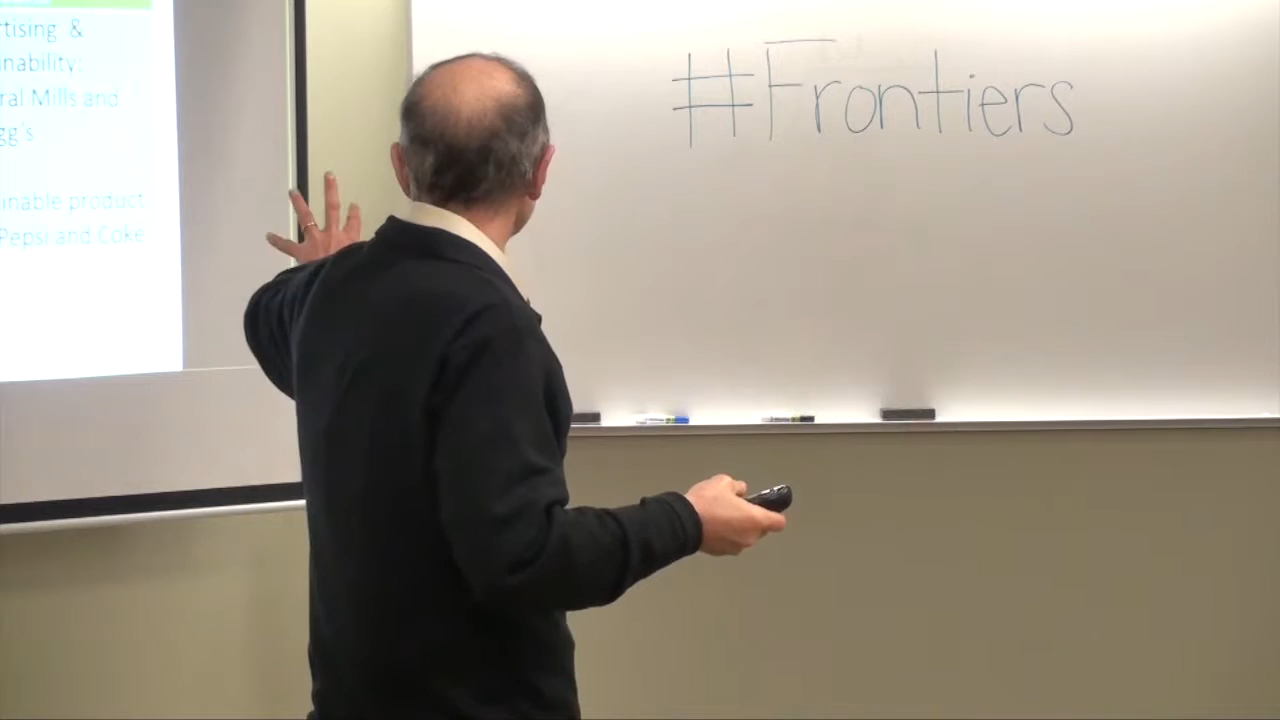 rtising &
inability:
ral Mills and
gg's
inable product
Pepsi and Coke
#Frontiers